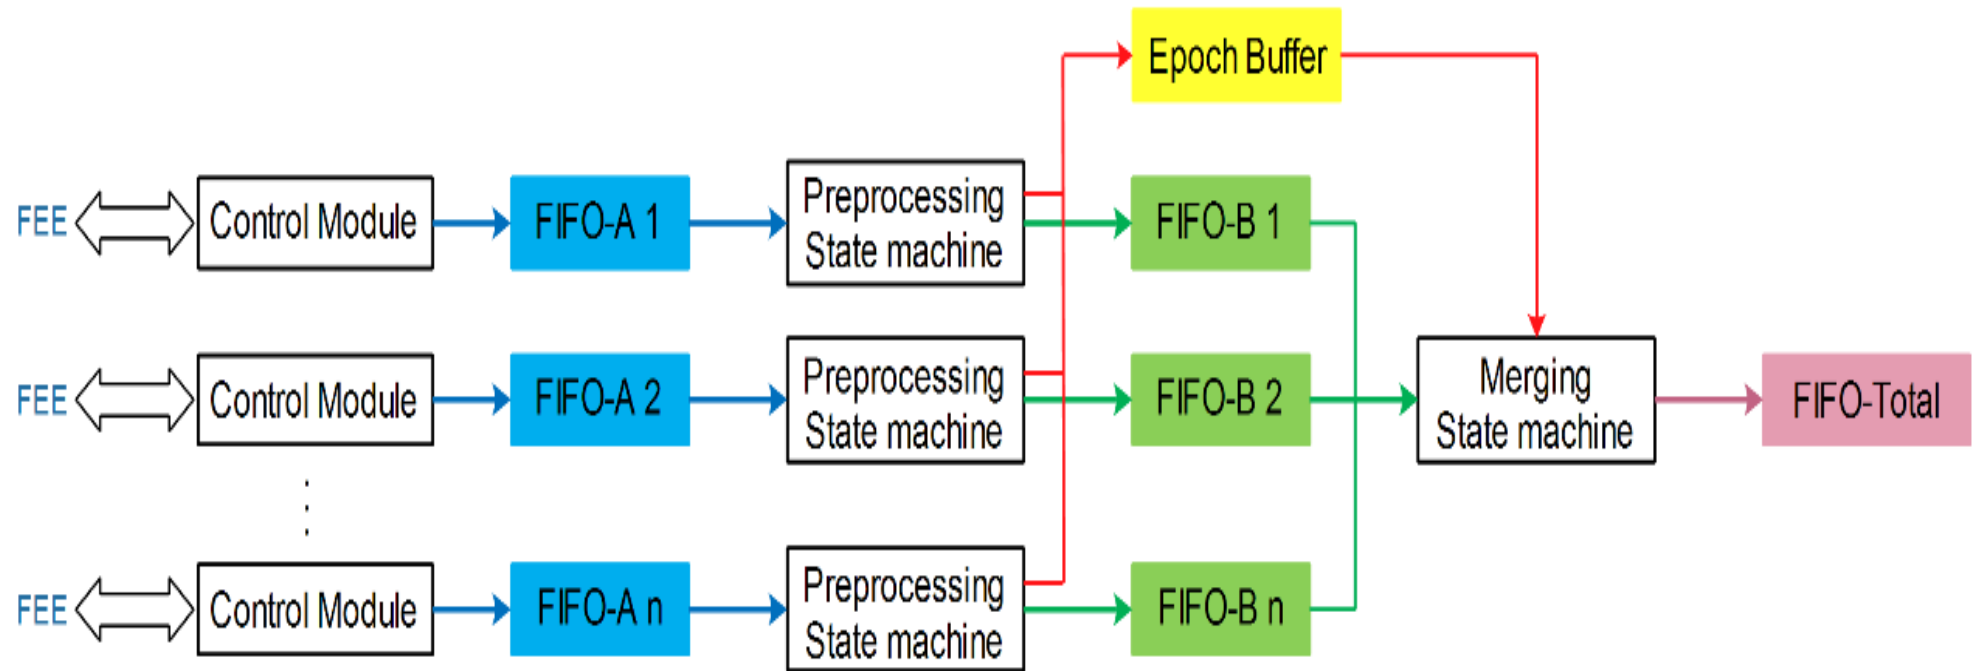 Epoch Buffer
FEE
Control Module
FIFO-A 1
Preprocessing
State machine
FIFO-B 1
FEE
Control Module
FIFO-A 2
Preprocessing
State machine
FIFO-B 2
Merging
State machine
FIFO-Total
FEE
Control Module
FIFO-A n
Preprocessing
State machine
FIFO-B n